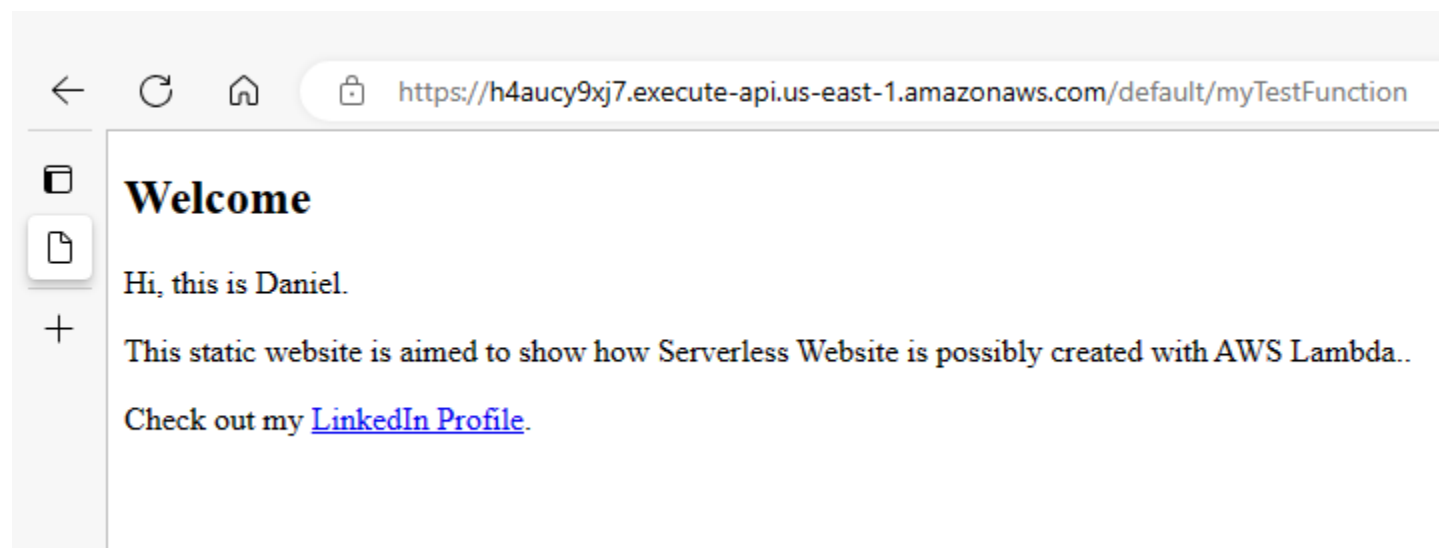 https://h4aucy9xj7.execute-api.us-east-1.amazonaws.com/default/myTestFunction
Welcome
Hi, this is Daniel.
This static website is aimed to show how Serverless Website is possibly created with AWS Lambda..
Check out my LinkedIn Profile.